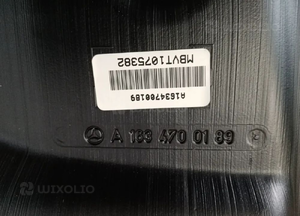 MBVT1075382
A1634700189
A 163 470 01 89
WIXOLIO